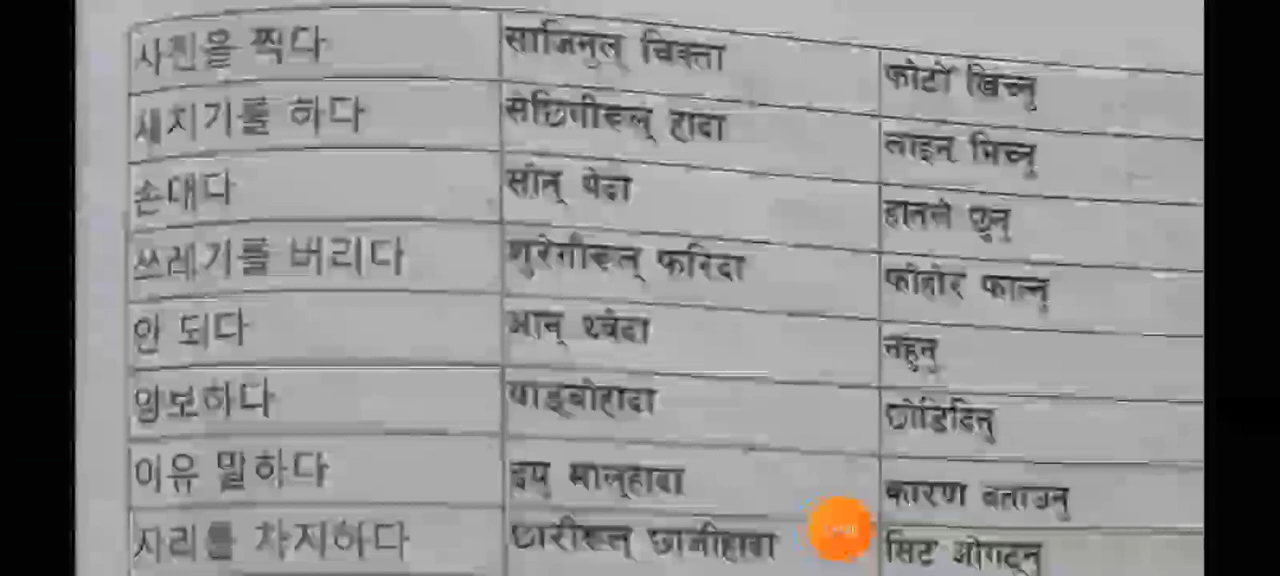 사진을 찍다 साजिनुल् चिक्ता फोटो खिच्नु
새치기를 하다 सेछिगीरुल् हादा लाइन मिच्नु
손대다 सोन् देदा हातले छुनु
쓰레기를 버리다 फोहोर फाल्नु
안 되다 आन् दवेदा नहुनु
양보하다 याङ्बोहादा छोडिदिनु
이유 말하다 इयु माल्हादा कारण बताउनु
자리를 차지하다 छारीरुल् छाजीहादा सिट ओगट्नु